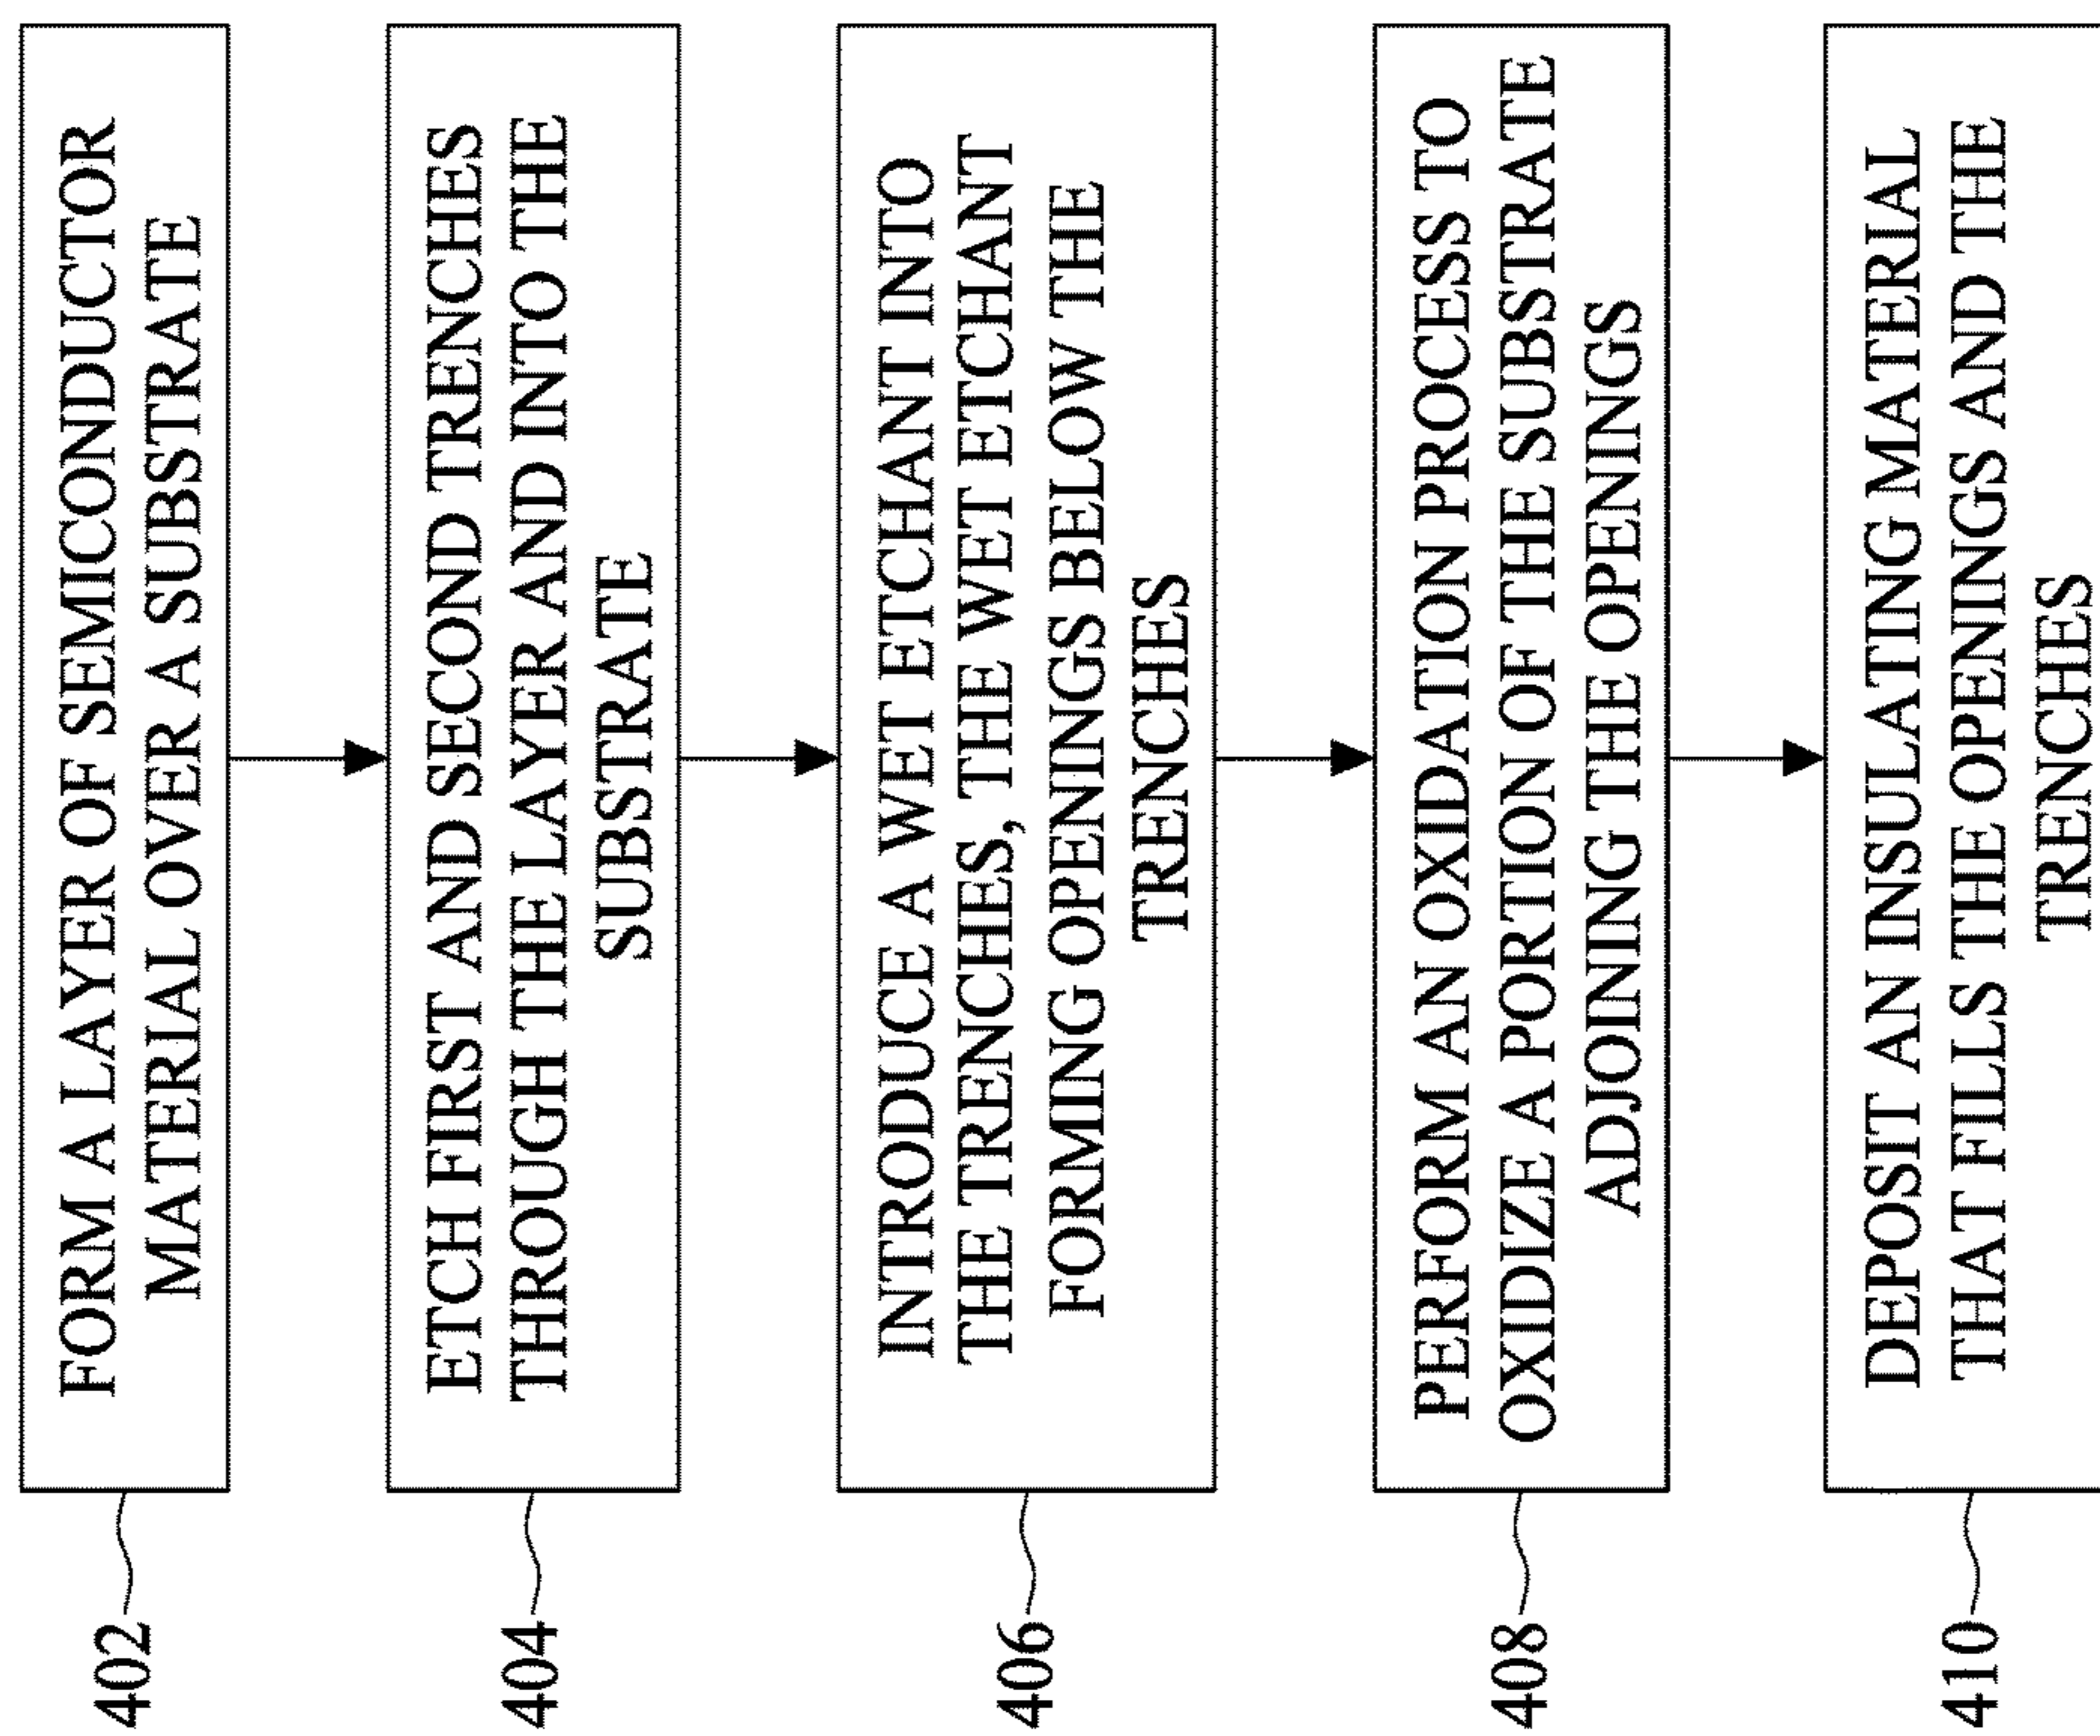 402
FORM A LAYER OF SEMICONDUCTOR
MATERIAL OVER A SUBSTRATE
404
ETCH FIRST AND SECOND TRENCHES
THROUGH THE LAYER AND INTO THE
SUBSTRATE
406
INTRODUCE A WET ETCHANT INTO
THE TRENCHES, THE WET ETCHANT
FORMING OPENINGS BELOW THE
TRENCHES
408
PERFORM AN OXIDATION PROCESS TO
OXIDIZE A PORTION OF THE SUBSTRATE
ADJOINING THE OPENINGS
410
DEPOSIT AN INSULATING MATERIAL
THAT FILLS THE OPENINGS AND THE
TRENCHES